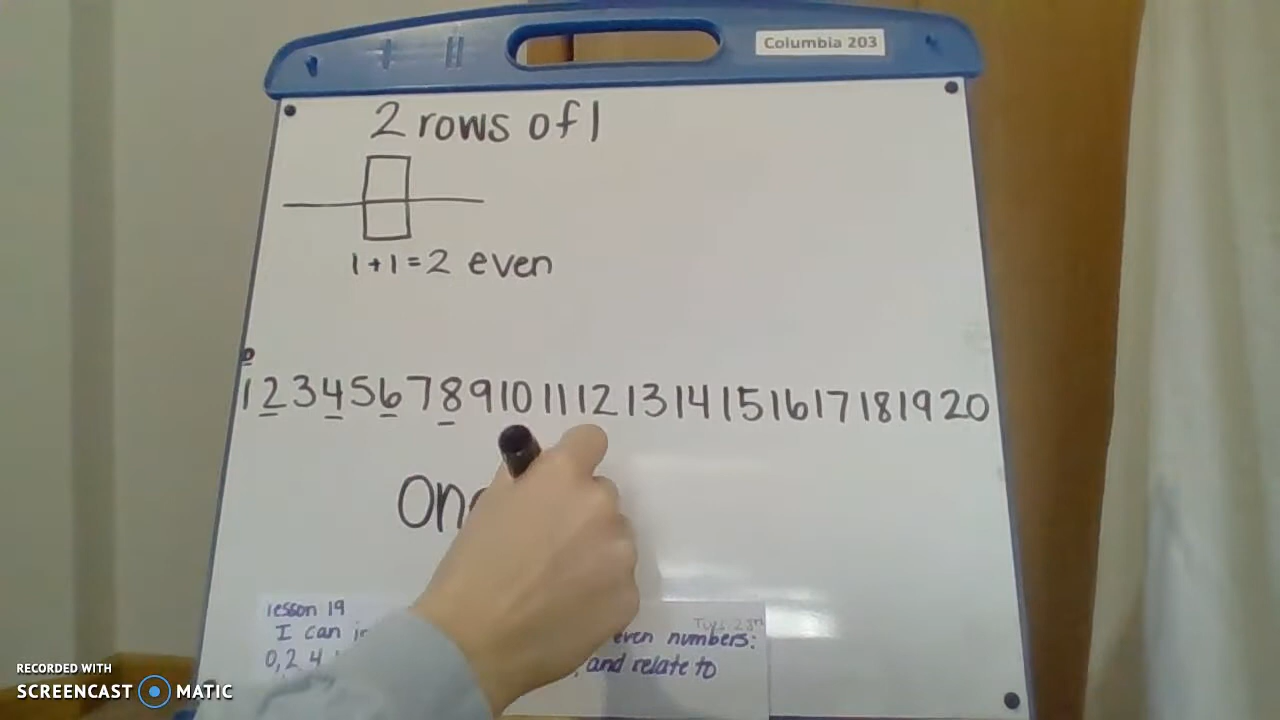 Columbia 203
2 rows of 1
1+1=2 even
0
1 2 3 4 5 6 7 8 9 10 11 12 13 14 15 16 17 18 19 20
lesson 19
I can even numbers:
0, 2 4 and relate to
RECORDED WITH
SCREENCAST MATIC